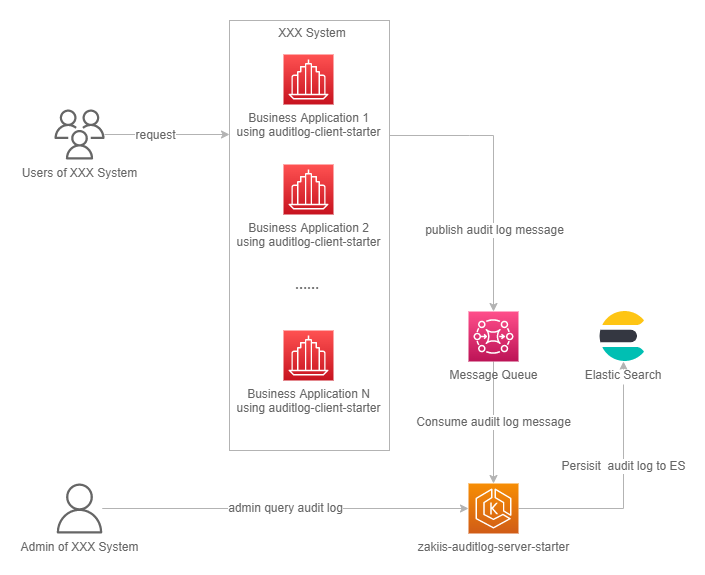 XXX System
Business Application 1
using auditlog-client-starter
request
Users of XXX System
Business Application 2
using auditlog-client-starter
publish audit log message
......
Message Queue
Elastic Search
Business Application N
using auditlog-client-starter
Consume audilt log message
Persisit  audit log to ES
admin query audit log
K
Admin of XXX System
zakiis-auditlog-server-starter